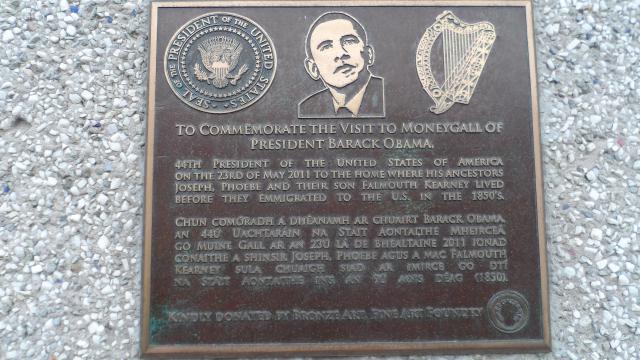 SEAL OF THE PRESIDENT OF THE UNITED STATES
TO COMMEMORATE THE VISIT TO MONEYGALL OF
PRESIDENT BARACK OBAMA,
44TH PRESIDENT OF THE UNITED STATES OF AMERICA
ON THE 23RD OF MAY 2011 TO THE HOME WHERE HIS ANCESTORS
JOSEPH, PHOEBE AND THEIR SON FALMOUTH KEARNEY LIVED
BEFORE THEY EMMIGRATED TO THE U.S. IN THE 1850'S.
CHUN COMÓRADH A DHÉANAMH AR CHUAIRT BARACK OBAMA
AN 44Ú UACHTARÁIN NA STÁIT AONTAITHE MHEIRCEÁ
GO MUINE GALL AR AN 23Ú LÁ DE BHEALTAINE 2011 IONAD
CÓNAITHE A SHINSIR JOSEPH, PHOEBE AGUS A MAC FALMOUTH
KEARNEY SULA CHUAIGH SIAD AR IMIRCE GO DTÍ
NA STÁIT AONTAITHE DÉAG (1850).
KINDLY DONATED BY BRONZE ART, FINE ART FOUNDRY